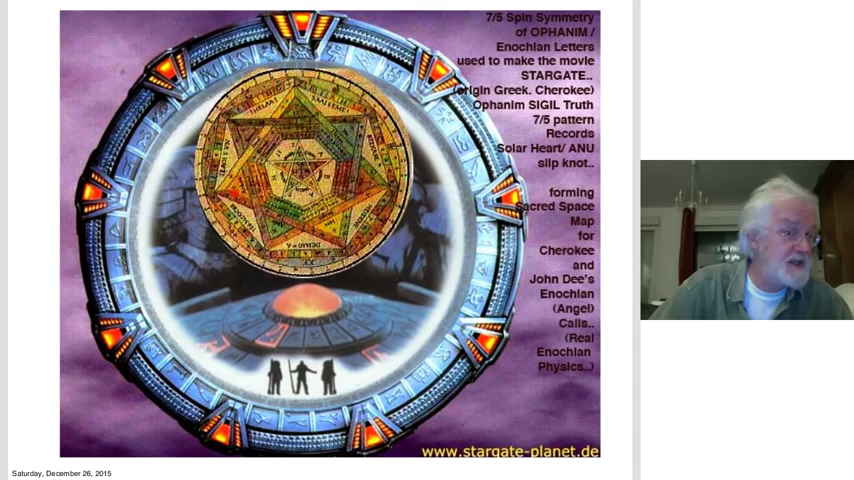 7/5 Spin Symmetry
of OPHANIM /
Enochian Letters
used to make the movie
STARGATE..
(origin Greek. Cherokee)
Ophanim SIGIL Truth
7/5 pattern
Records
Solar Heart/ ANU
slip knot..
forming
Sacred Space
Map
for
Cherokee
and
John Dee's
Enochian
(Angel)
Calls..
(Real
Enochian
Physics..)
www.stargate-planet.de
Saturday, December 26, 2015